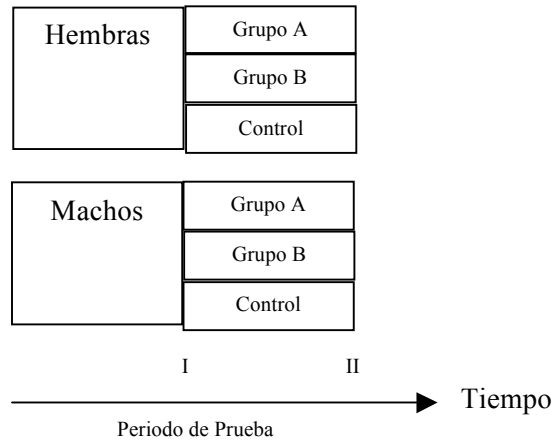 Hembras
Grupo A
Grupo B
Control
Machos
Grupo A
Grupo B
Control
I II
Tiempo
Periodo de Prueba